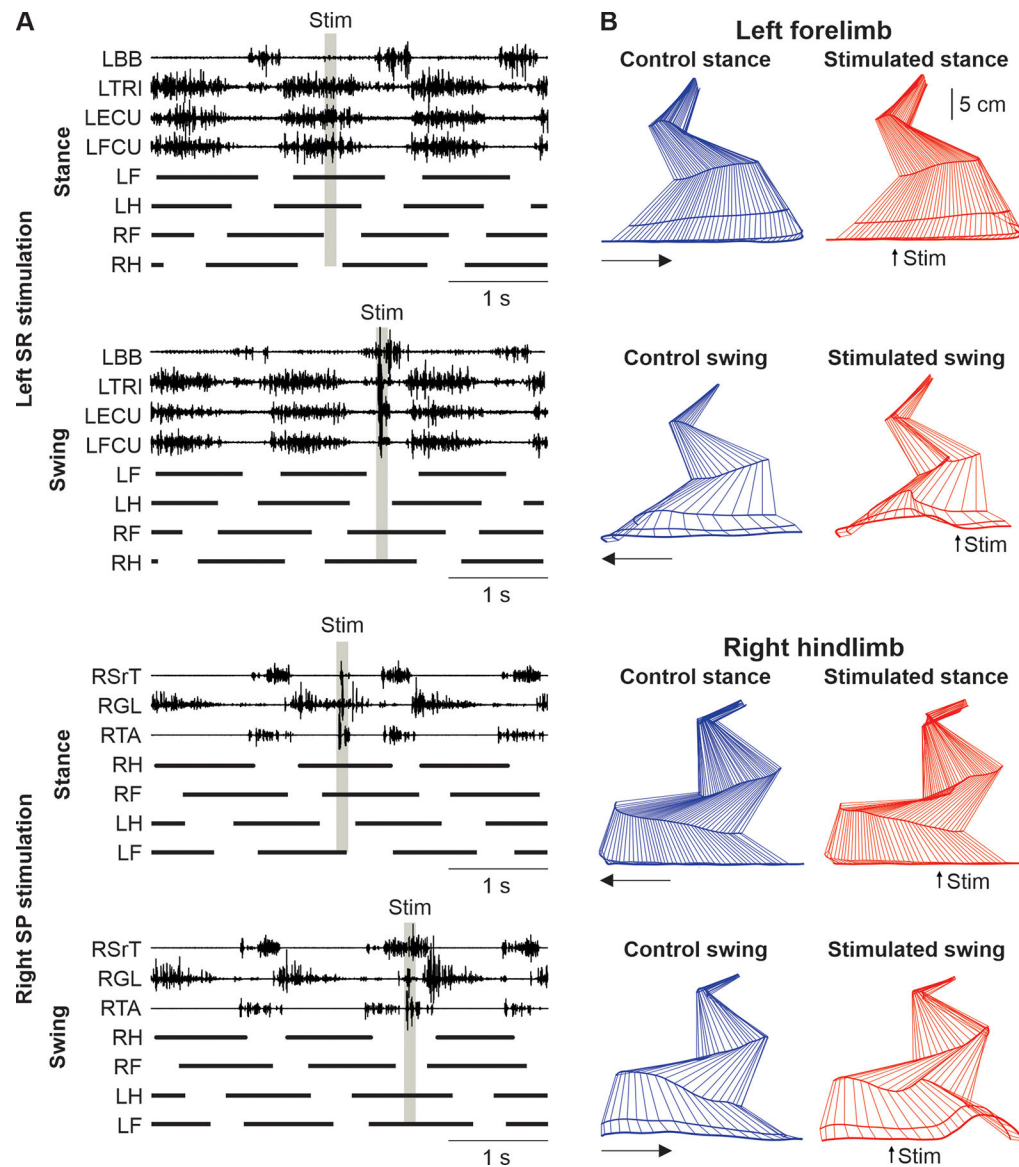 A
Stim
LBB
LTRI
LECU
LFCU
LF
LH
RF
RH
1 s
Stance
Stim
LBB
LTRI
LECU
LFCU
LF
LH
RF
RH
1 s
Swing
Left SR stimulation
Stim
RSrT
RGL
RTA
RH
RF
LH
LF
1 s
Stance
Stim
RSrT
RGL
RTA
RH
RF
LH
LF
1 s
Swing
Right SP stimulation
B
Left forelimb
Control stance
Stimulated stance
5 cm
Stim
Control swing
Stimulated swing
Stim
Right hindlimb
Control stance
Stimulated stance
Stim
Control swing
Stimulated swing
Stim